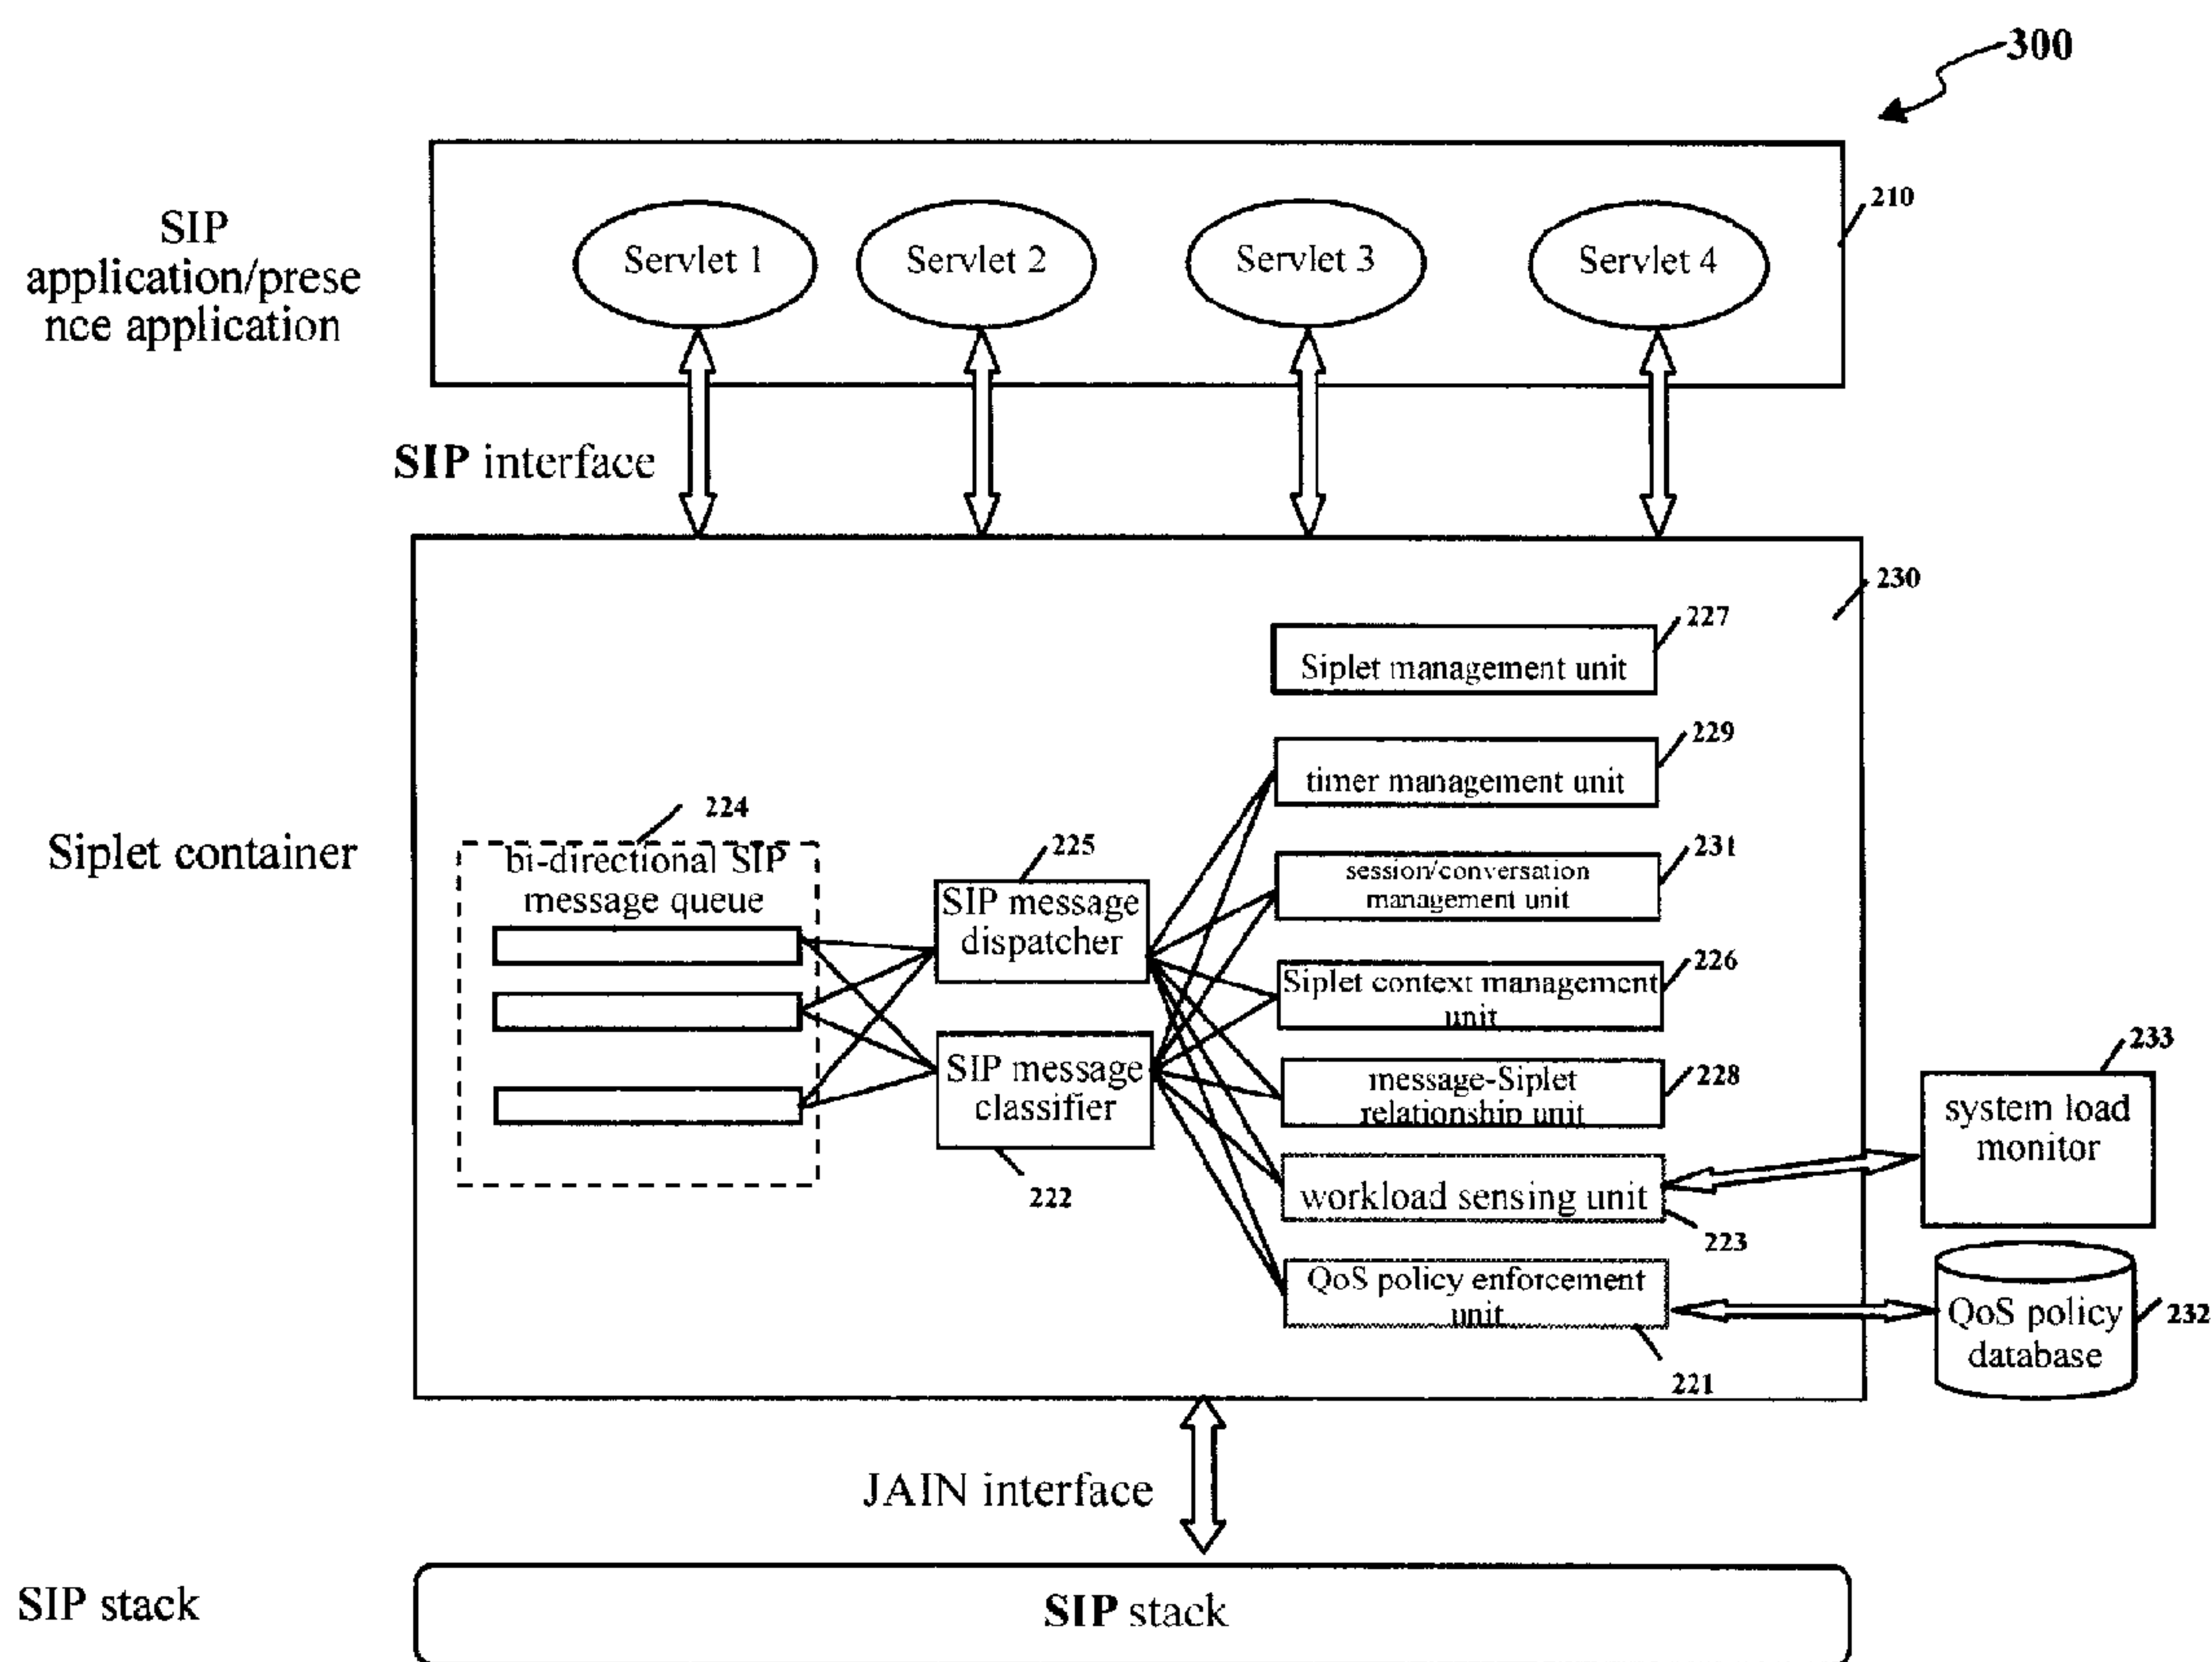 300
210
SIP
application/prese
nce application
Servlet 1
Servlet 2
Servlet 3
Servlet 4
SIP interface
230
227
Siplet management unit
229
timer management unit
Siplet container
224
bi-directional SIP
message queue
225
SIP message
dispatcher
231
session/conversation
management unit
226
Siplet context management
unit
SIP message
classifier
222
228
message-Siplet
relationship unit
233
system load
monitor
workload sensing unit
223
QoS policy enforcement
unit
221
QoS policy
database
232
JAIN interface
SIP stack
SIP stack